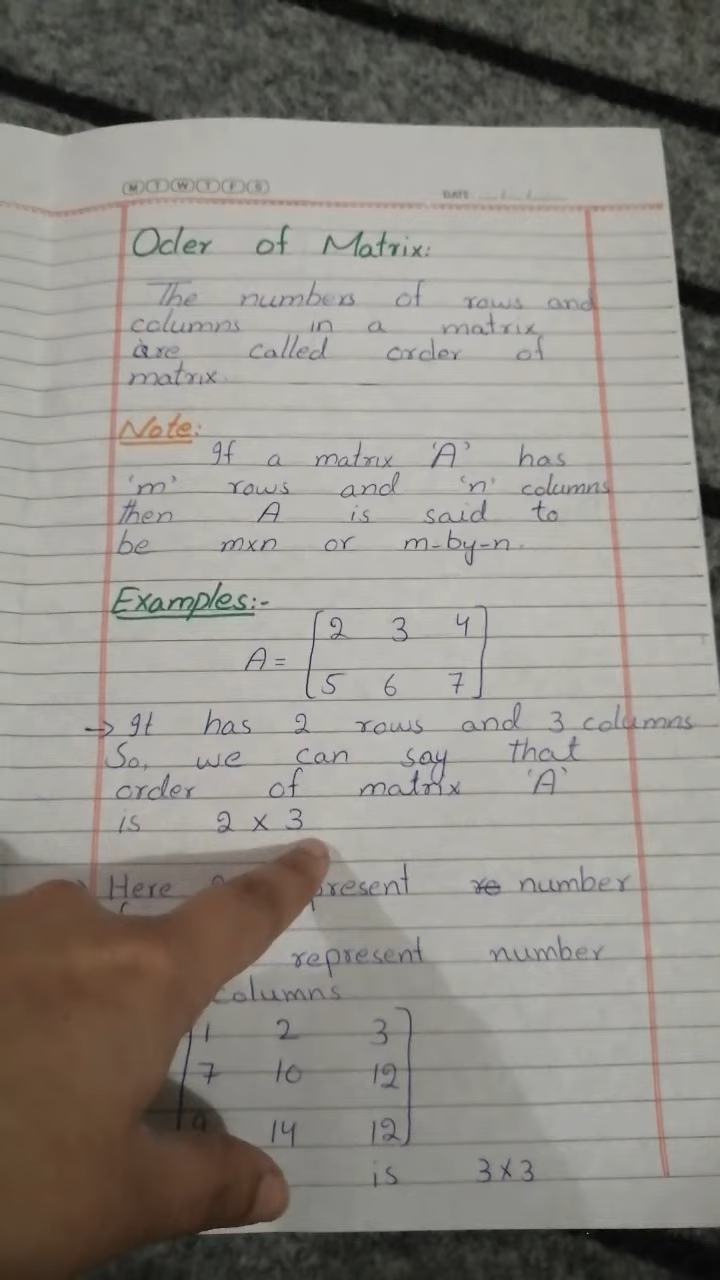 M T W T F S
DATE
Oder of Matrix:
The numbers of rows and
columns in a matrix
are called order of
matrix.
Note:
If a matrix 'A' has
'm' rows and 'n' columns
then A is said to
be mxn or m-by-n.
Examples:-
A = [2 3 4
5 6 7]
→ It has 2 rows and 3 columns
So, we can say that
order of matrix 'A'
is 2 x 3
Here number
represent number
columns
1 2 3
7 10 12
9 14 12
is 3x3